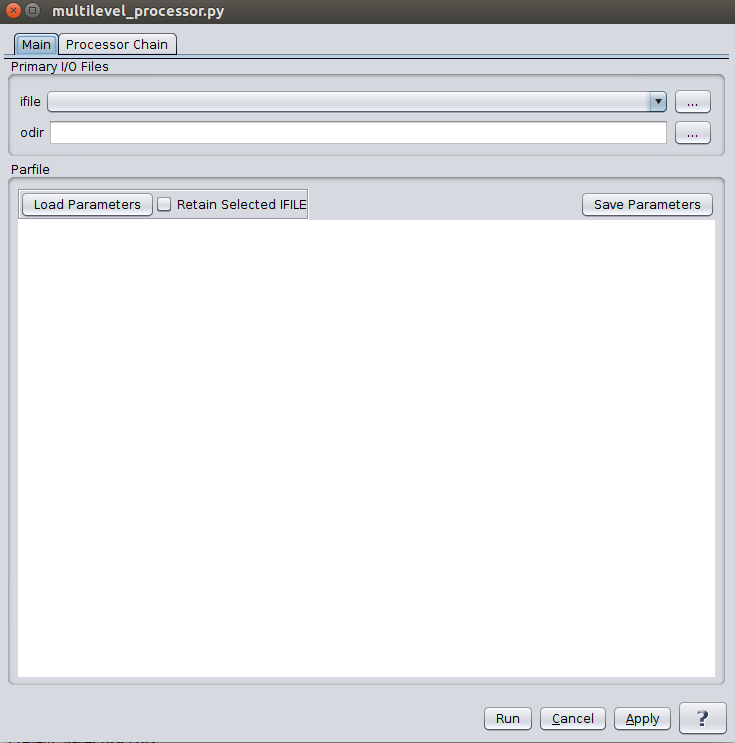 multilevel_processor.py
Main Processor Chain
Primary I/O Files
ifile ...
odir ...
Parfile
Load Parameters Retain Selected IFILE Save Parameters
Run Cancel Apply ?